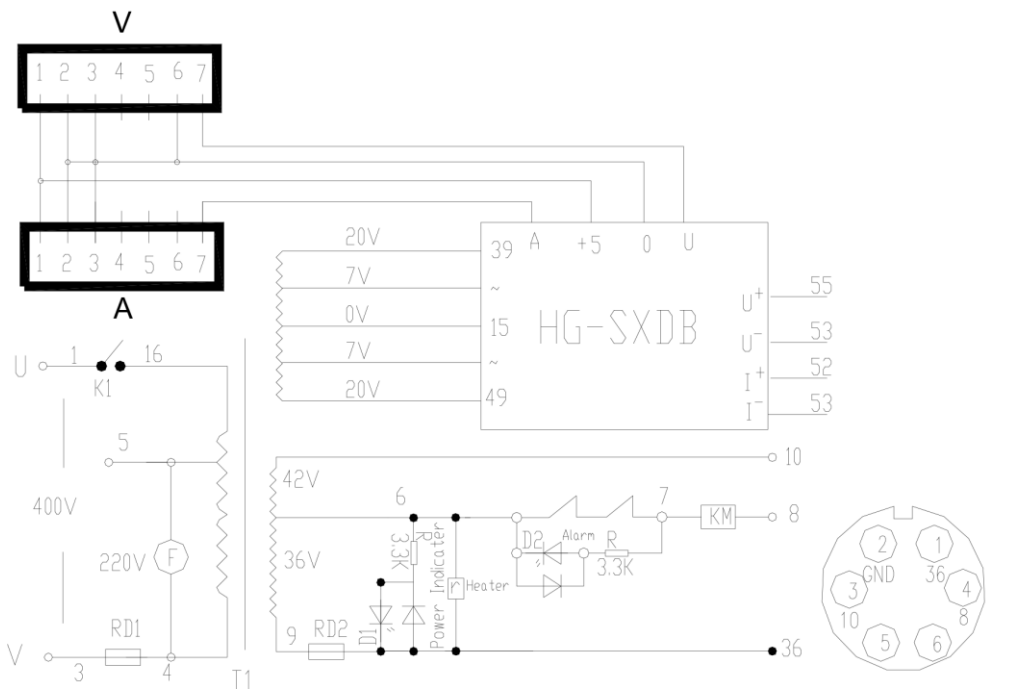 V
1 2 3 4 5 6 7
1 2 3 4 5 6 7
A
20V
7V
0V
7V
20V
39 A +5 0 U
~
15
~
49
HG-SXDB
U+ 55
U- 53
I+ 52
I- 53
U 1 16
K1
5
400V
220V F
RD1
V 3 4
T1
42V
36V
9 RD2
6
R
3.3K
D1
Power Indicater
r Heater
D2 Alarm R
3.3K
7
KM
10
8
36
2 1
GND 36
3 4
10 8
5 6